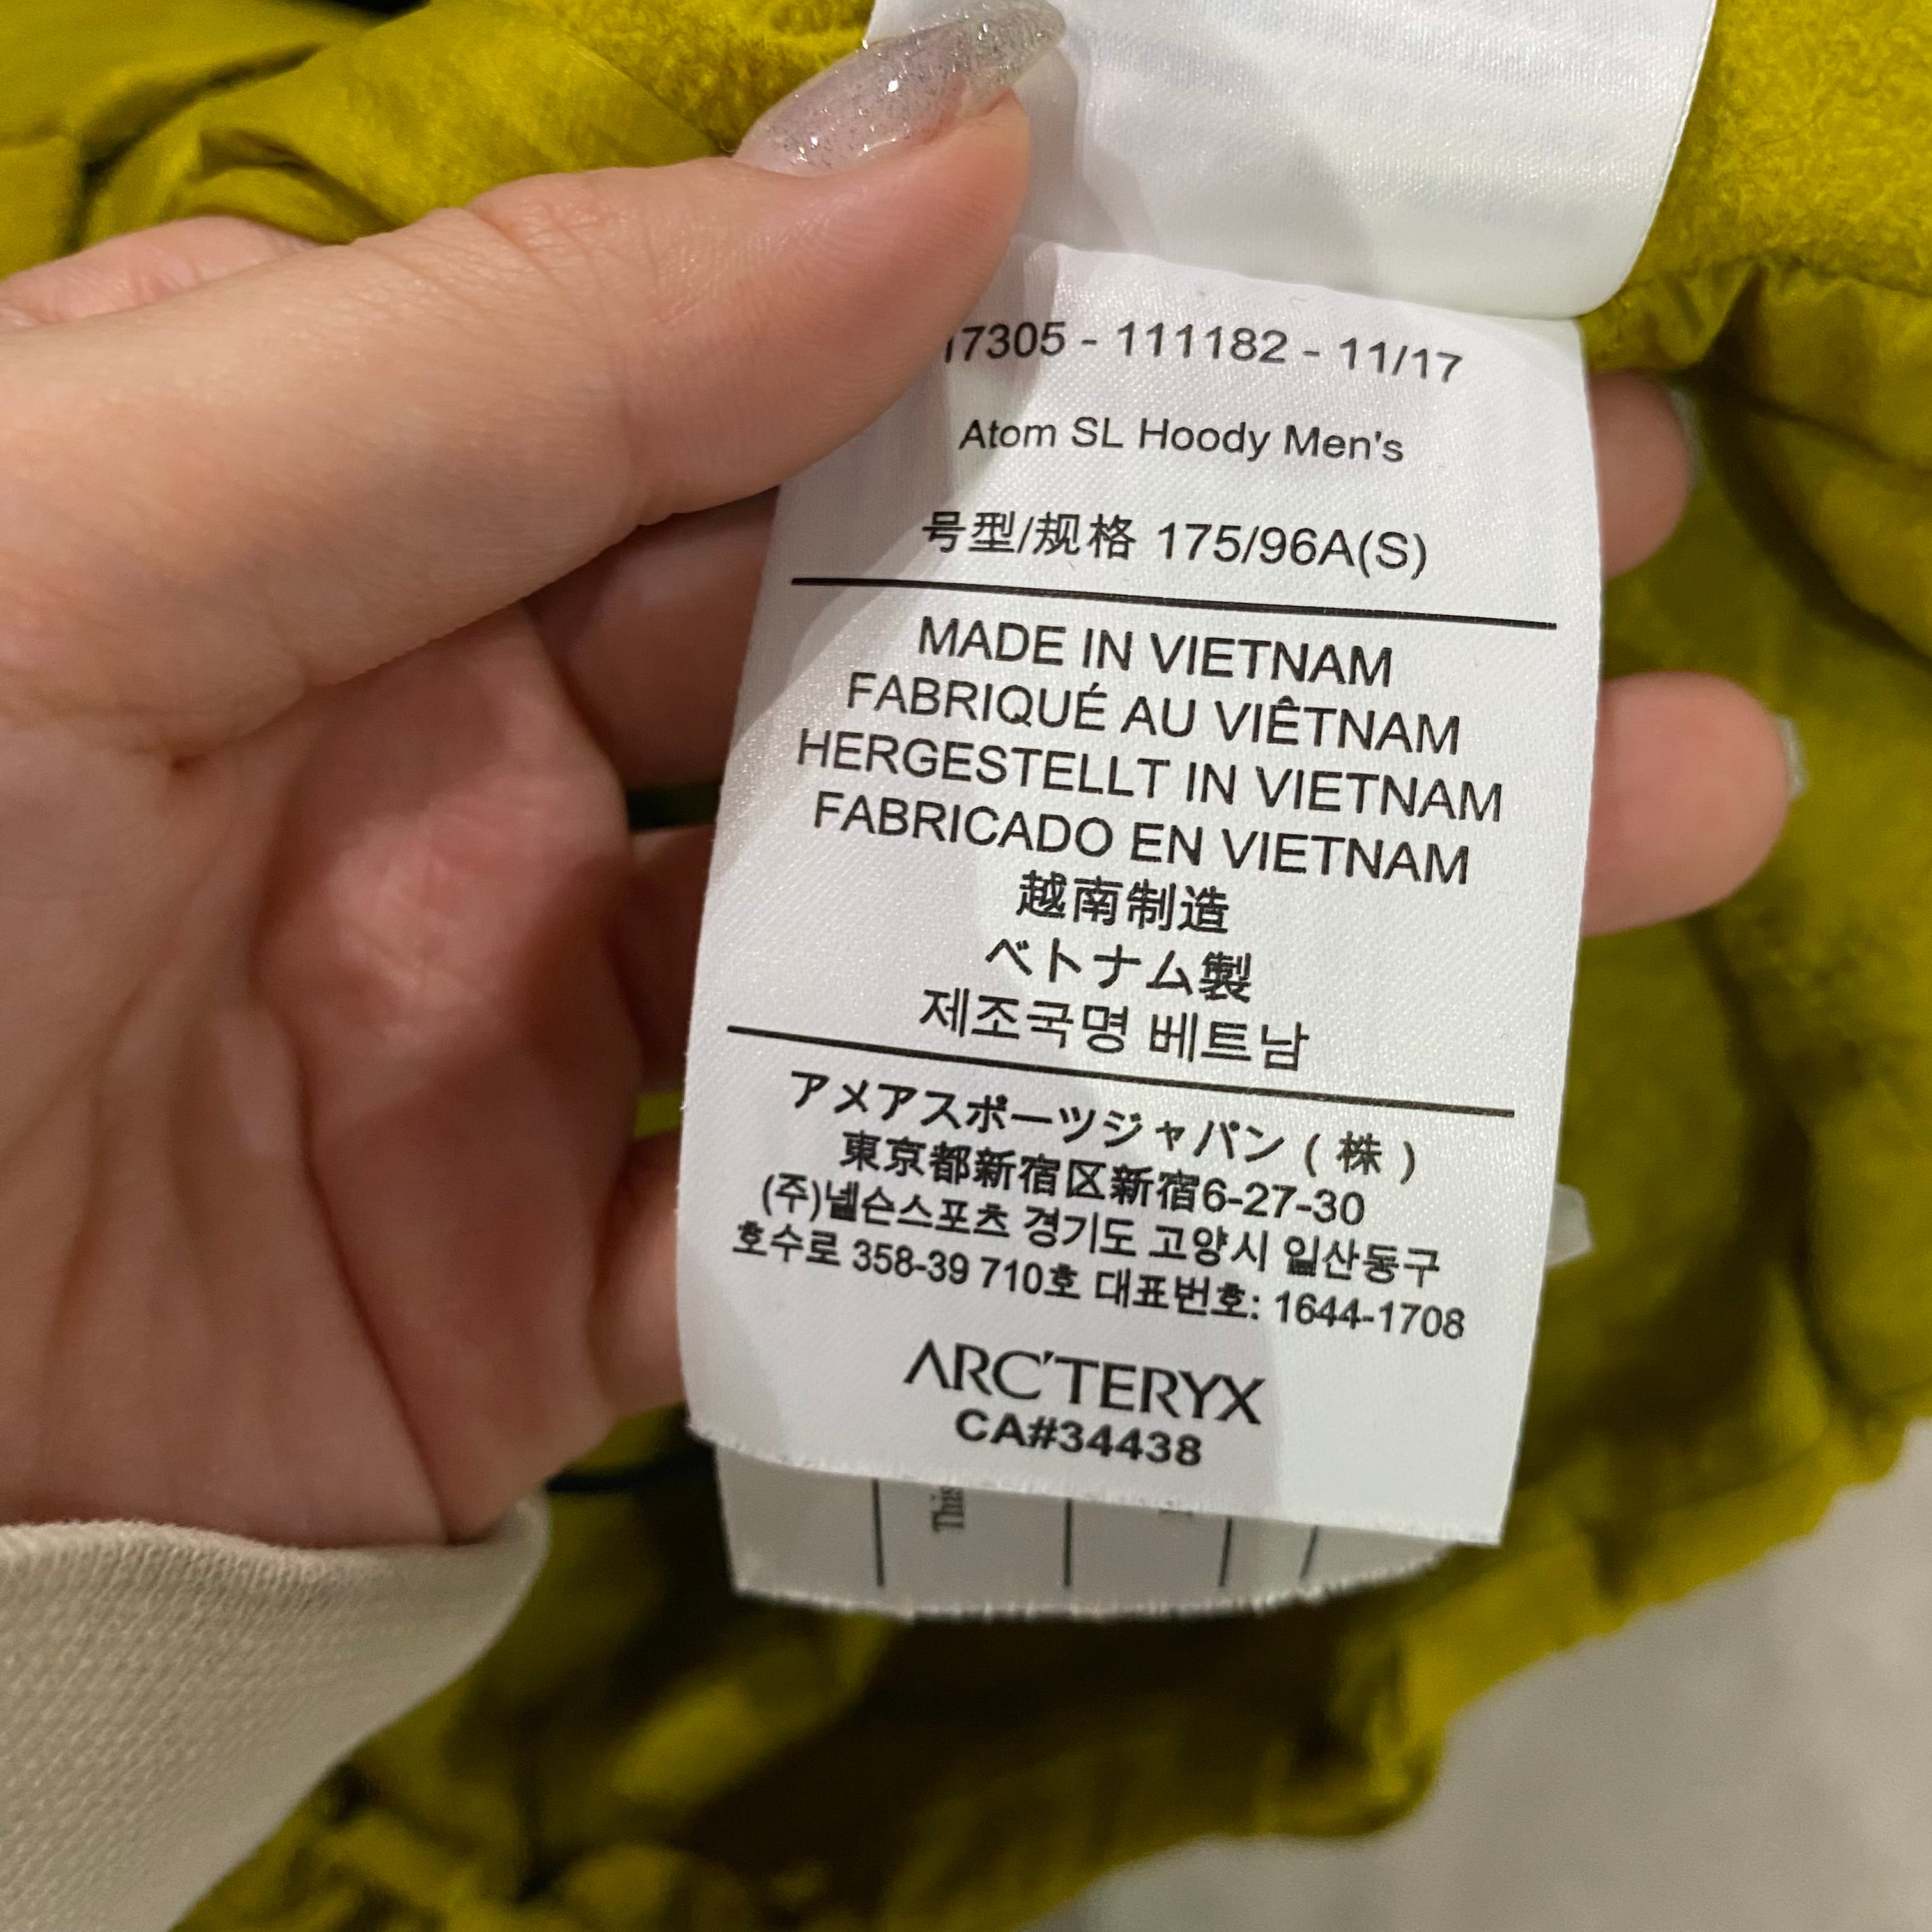 17305 - 111182 - 11/17
Atom SL Hoody Men's
号型/规格 175/96A(S)
MADE IN VIETNAM
FABRIQUÉ AU VIÊTNAM
HERGESTELLT IN VIETNAM
FABRICADO EN VIETNAM
越南制造
ベトナム製
제조국명 베트남
アメアスポーツジャパン ( 株 )
東京都新宿区新宿6-27-30
(주)넬슨스포츠 경기도 고양시 일산동구
호수로 358-39 710호 대표번호: 1644-1708
ARC'TERYX
CA#34438
This